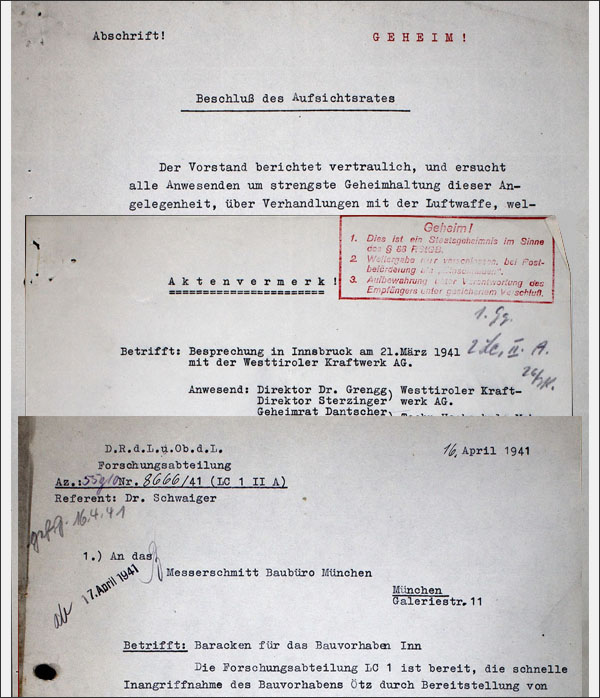 Abschrift!
GEHEIM!
Beschluß des Aufsichtsrates
Der Vorstand berichtet vertraulich, und ersucht
alle Anwesenden um strengste Geheimhaltung dieser An-
gelegenheit, über Verhandlungen mit der Luftwaffe, wel-
Geheim!
1. Dies ist ein Staatsgeheimnis im Sinne
des § 88 RStGB.
2. Weitergabe nur verschlossen, bei Post-
beförderung als "Einschreiben".
3. Aufbewahrung unter Verantwortung des
Empfängers unter gesichertem Verschluß.
Aktenvermerk!
Betrifft: Besprechung in Innsbruck am 21.März 1941
mit der Westtiroler Kraftwerk AG.
Anwesend: Direktor Dr. Grengg) Westtiroler Kraft-
Direktor Sterzinger) werk AG.
Geheimrat Dantscher
D.R.d.L.u.Ob.d.L.
16. April 1941
Forschungsabteilung
Az.: 55g10 Nr. 8666/41 (LC 1 II A)
Referent: Dr. Schwaiger
16.4.41
1.) An das
ab 17. April 1941
Messerschmitt Baubüro München
München
Galeriestr.11
Betrifft: Baracken für das Bauvorhaben Inn
Die Forschungsabteilung LC 1 ist bereit, die schnelle
Inangriffnahme des Bauvorhabens Ötz durch Bereitstellung von